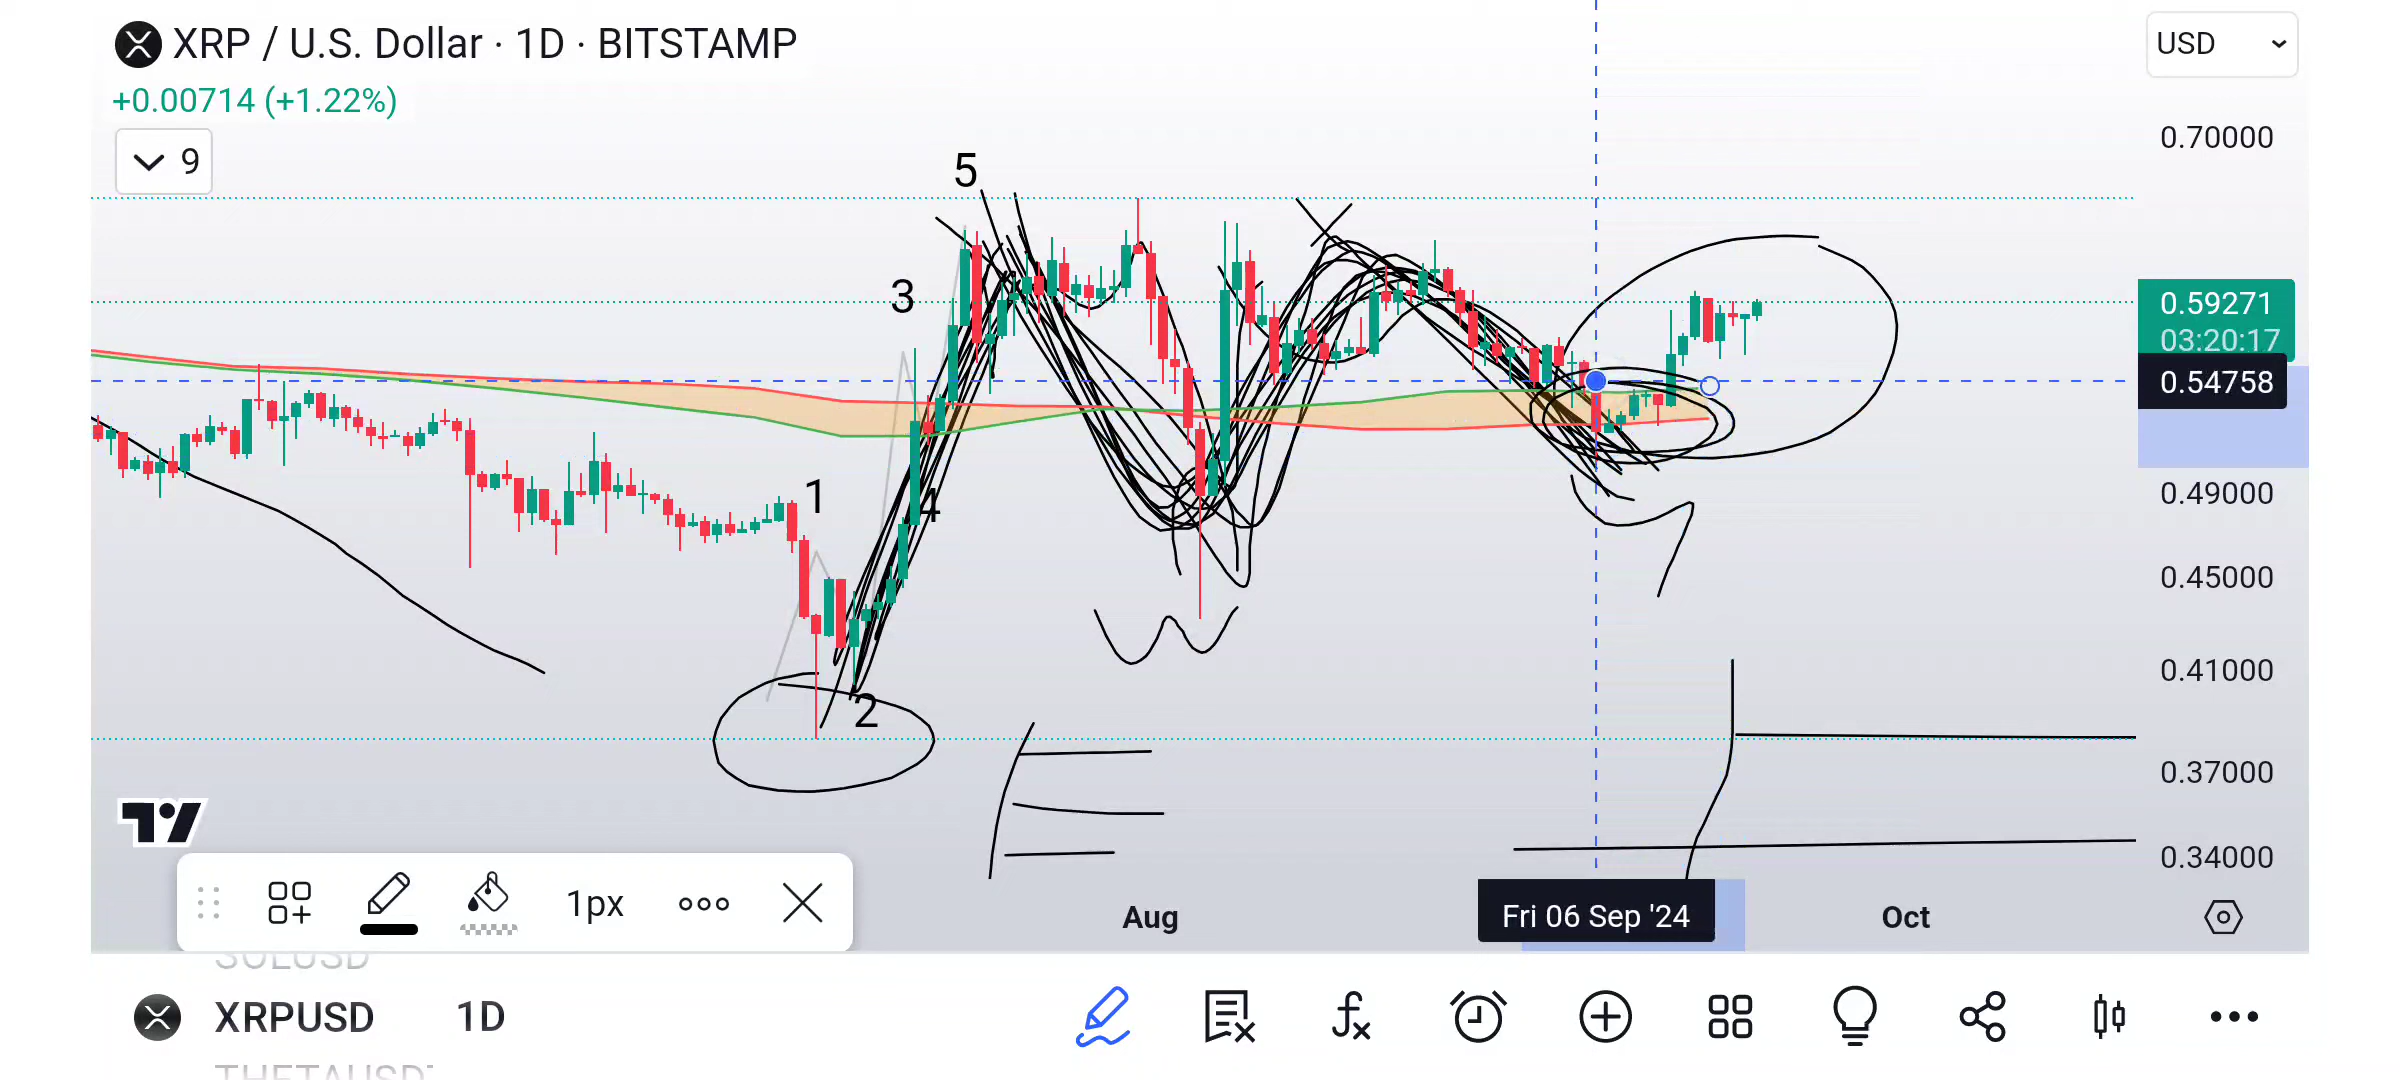 XRP / U.S. Dollar · 1D · BITSTAMP
USD
+0.00714 (+1.22%)
9
0.70000
5
3
0.59271
03:20:17
0.54758
1
4
0.49000
0.45000
0.41000
2
0.37000
0.34000
1px
Aug
Fri 06 Sep '24
Oct
SOLUSD
XRPUSD 1D
THETAUSD